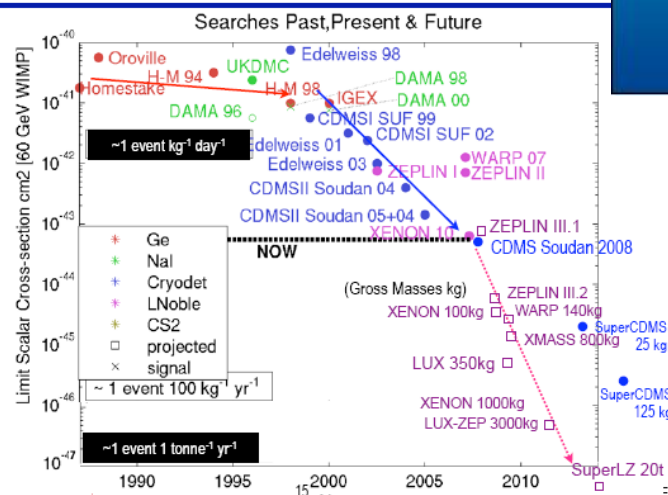 Searches Past,Present & Future
Limit Scalar Cross-section cm2 [60 GeV WIMP]
10⁻⁴⁰
10⁻⁴¹
10⁻⁴²
10⁻⁴³
10⁻⁴⁴
10⁻⁴⁵
10⁻⁴⁶
10⁻⁴⁷
Oroville
Edelweiss 98
UKDMC
H-M 94
Homestake
H-M 98
DAMA 98
IGEX
DAMA 00
DAMA 96
CDMSI SUF 99
~1 event kg⁻¹ day⁻¹
CDMSI SUF 02
delweiss 01
WARP 07
Edelweiss 03
ZEPLIN I
ZEPLIN II
CDMSII Soudan 04
CDMSII Soudan 05+04
XENON 10
ZEPLIN III.1
NOW
CDMS Soudan 2008
Ge
NaI
Cryodet
LNoble
CS2
projected
signal
(Gross Masses kg)
ZEPLIN III.2
XENON 100kg
WARP 140kg
SuperCDMS
25 kg
XMASS 800kg
LUX 350kg
~ 1 event 100 kg⁻¹ yr⁻¹
SuperCDMS
125 kg
XENON 1000kg
LUX-ZEP 3000kg
~1 event 1 tonne⁻¹ yr⁻¹
SuperLZ 20t
1990
1995
2000
2005
2010
15